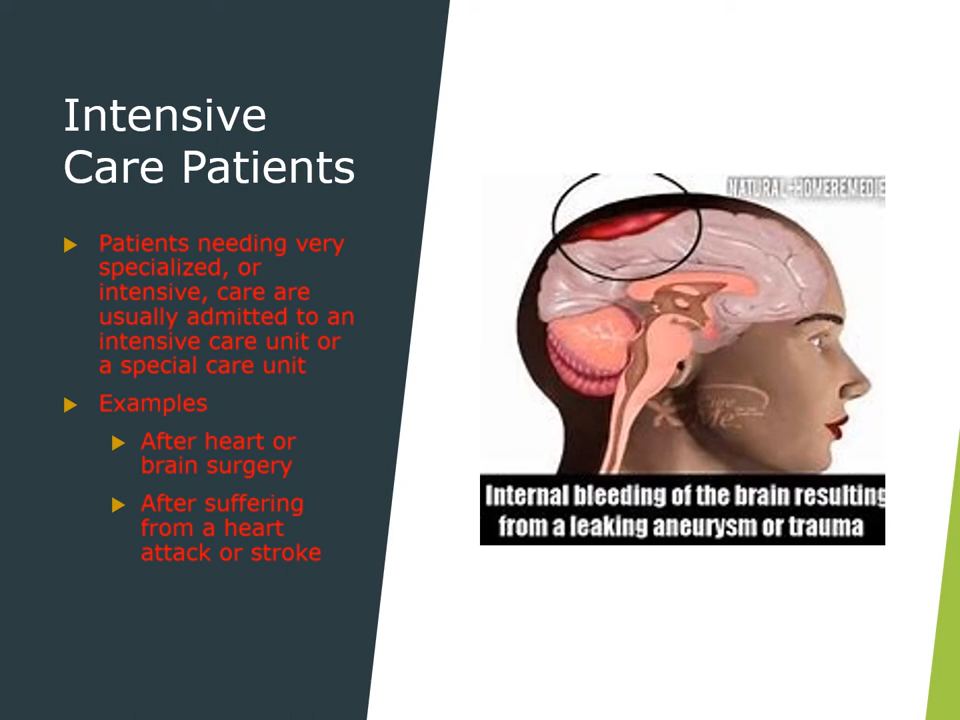 Intensive
Care Patients
Patients needing very
specialized, or
intensive, care are
usually admitted to an
intensive care unit or
a special care unit
Examples
After heart or
brain surgery
After suffering
from a heart
attack or stroke
NATURAL-HOMEREMEDIE
Internal bleeding of the brain resulting
from a leaking aneurysm or trauma